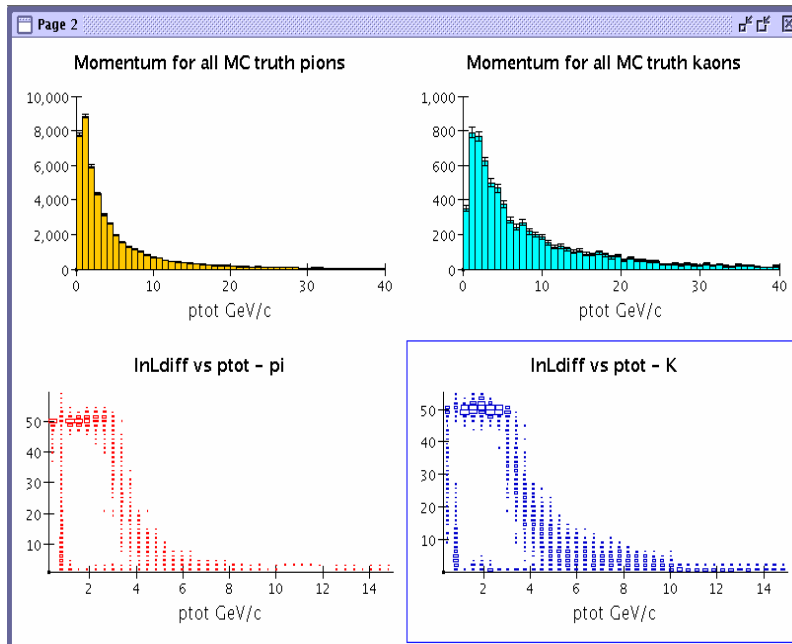 Page 2
Momentum for all MC truth pions
10,000
8,000
6,000
4,000
2,000
0
0 10 20 30 40
ptot GeV/c
Momentum for all MC truth kaons
1,000
800
600
400
200
0
0 10 20 30 40
ptot GeV/c
lnLdiff vs ptot - pi
50
40
30
20
10
2 4 6 8 10 12 14
ptot GeV/c
lnLdiff vs ptot - K
50
40
30
20
10
2 4 6 8 10 12 14
ptot GeV/c